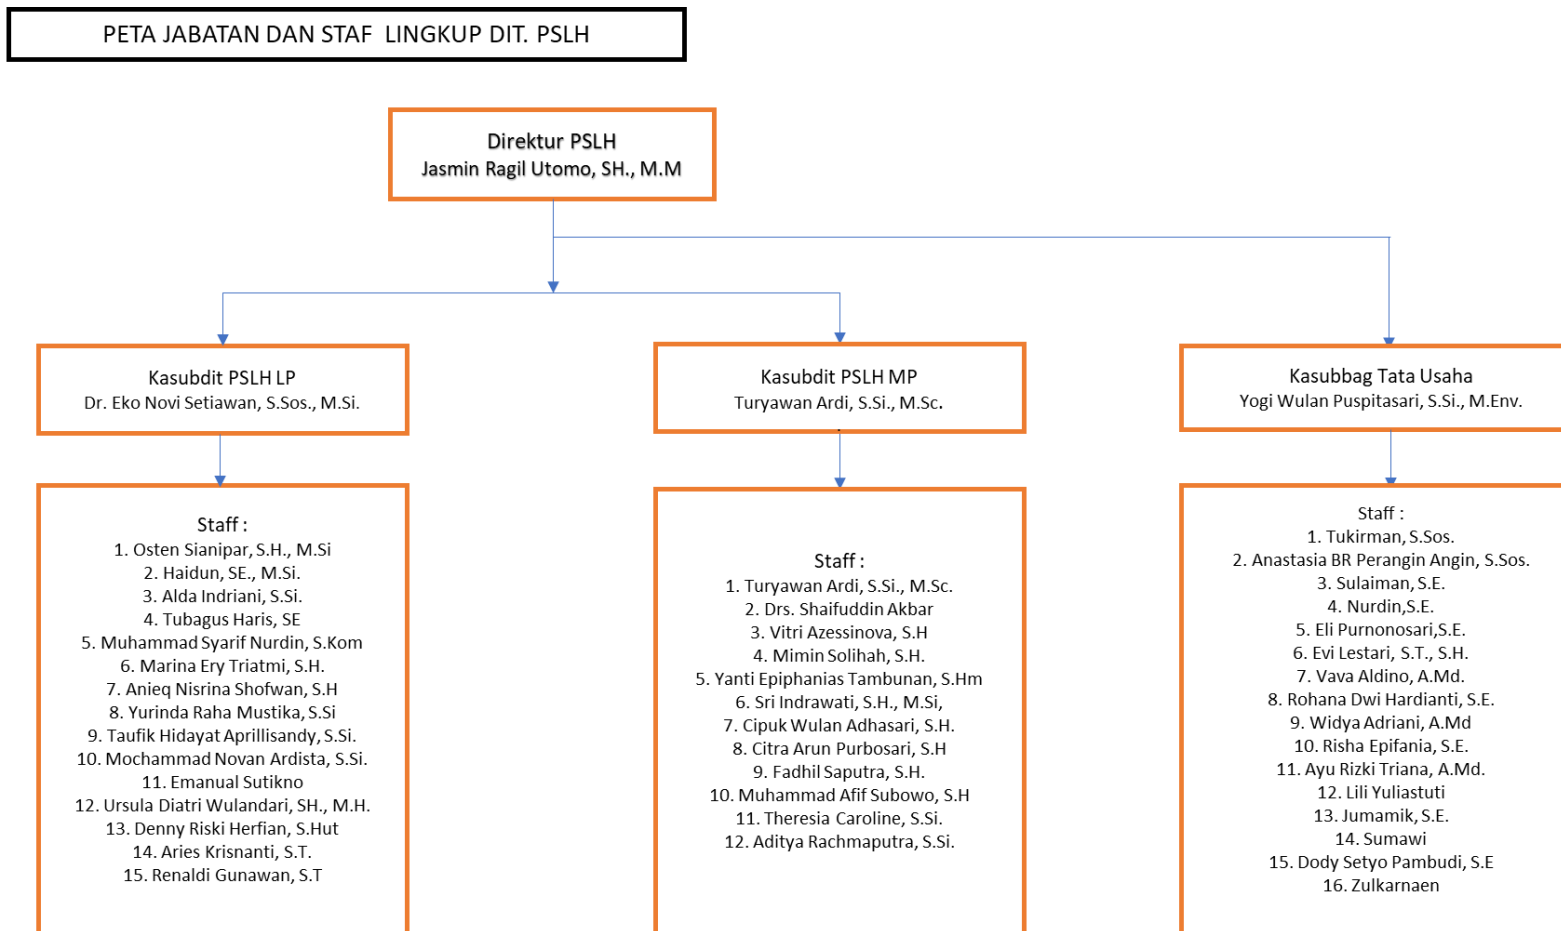 PETA JABATAN DAN STAF LINGKUP DIT. PSLH
Direktur PSLH
Jasmin Ragil Utomo, SH., M.M
Kasubdit PSLH LP
Dr. Eko Novi Setiawan, S.Sos., M.Si.
Kasubdit PSLH MP
Turyawan Ardi, S.Si., M.Sc.
Kasubbag Tata Usaha
Yogi Wulan Puspitasari, S.Si., M.Env.
Staff :
1. Osten Sianipar, S.H., M.Si
2. Haidun, SE., M.Si.
3. Alda Indriani, S.Si.
4. Tubagus Haris, SE
5. Muhammad Syarif Nurdin, S.Kom
6. Marina Ery Triatmi, S.H.
7. Anieq Nisrina Shofwan, S.H
8. Yurinda Raha Mustika, S.Si
9. Taufik Hidayat Aprillisandy, S.Si.
10. Mochammad Novan Ardista, S.Si.
11. Emanual Sutikno
12. Ursula Diatri Wulandari, SH., M.H.
13. Denny Riski Herfian, S.Hut
14. Aries Krisnanti, S.T.
15. Renaldi Gunawan, S.T
Staff :
1. Turyawan Ardi, S.Si., M.Sc.
2. Drs. Shaifuddin Akbar
3. Vitri Azessinova, S.H
4. Mimin Solihah, S.H.
5. Yanti Epiphanias Tambunan, S.Hm
6. Sri Indrawati, S.H., M.Si,
7. Cipuk Wulan Adhasari, S.H.
8. Citra Arun Purbosari, S.H
9. Fadhil Saputra, S.H.
10. Muhammad Afif Subowo, S.H
11. Theresia Caroline, S.Si.
12. Aditya Rachmaputra, S.Si.
Staff :
1. Tukirman, S.Sos.
2. Anastasia BR Perangin Angin, S.Sos.
3. Sulaiman, S.E.
4. Nurdin,S.E.
5. Eli Purnonosari,S.E.
6. Evi Lestari, S.T., S.H.
7. Vava Aldino, A.Md.
8. Rohana Dwi Hardianti, S.E.
9. Widya Adriani, A.Md
10. Risha Epifania, S.E.
11. Ayu Rizki Triana, A.Md.
12. Lili Yuliastuti
13. Jumamik, S.E.
14. Sumawi
15. Dody Setyo Pambudi, S.E
16. Zulkarnaen